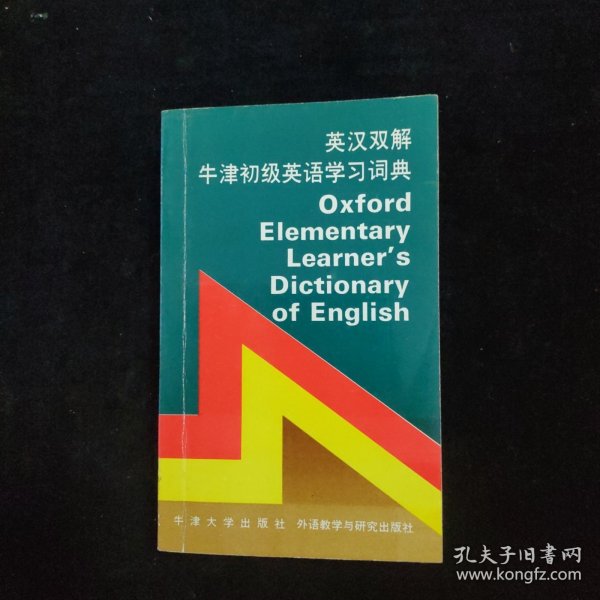 英汉双解
牛津初级英语学习词典
Oxford
Elementary
Learner's
Dictionary
of English
牛津大学出版社 外语教学与研究出版社
孔夫子旧书网
www.kongfz.com